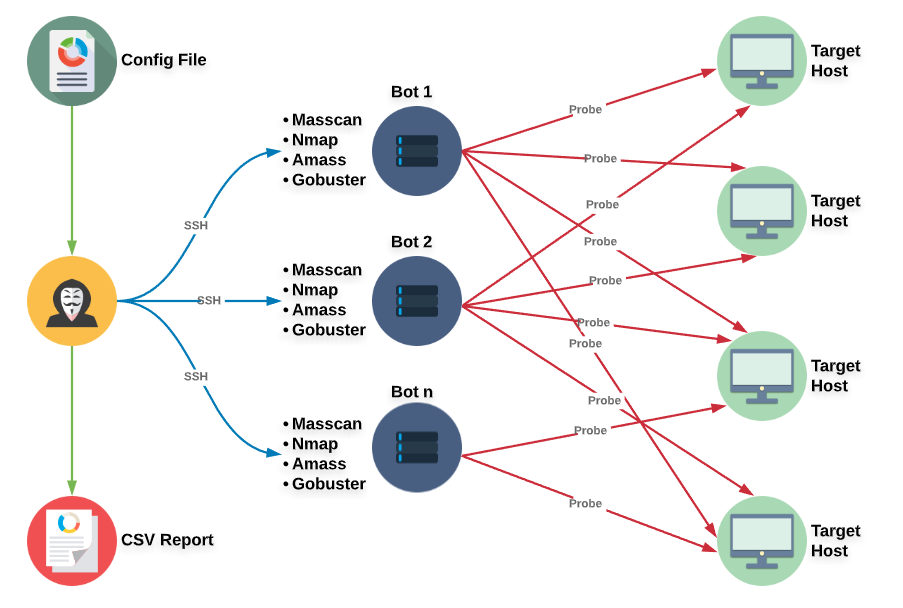 Config File
Target
Host
Bot 1
• Masscan
• Nmap
• Amass
• Gobuster
Probe
Probe
Target
Host
SSH
Probe
Probe
Bot 2
• Masscan
• Nmap
• Amass
• Gobuster
SSH
Probe
Probe
Probe
Target
Host
SSH
Bot n
Probe
• Masscan
• Nmap
• Amass
• Gobuster
Probe
Probe
CSV Report
Target
Host